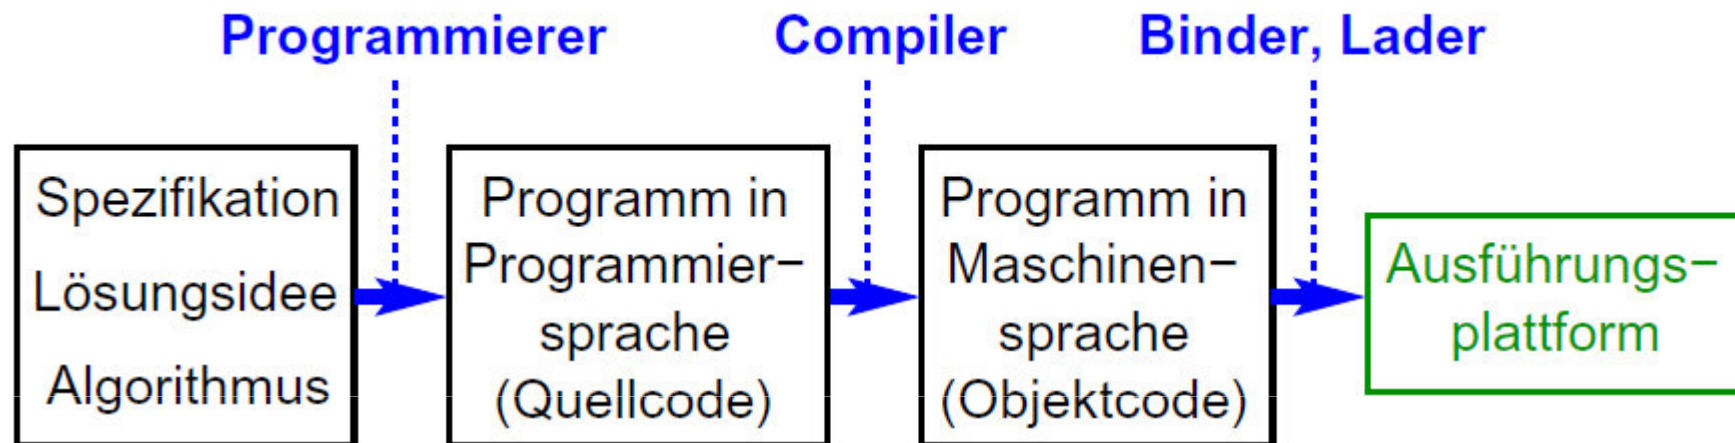 Programmierer
Compiler
Binder, Lader
Spezifikation
Lösungsidee
Algorithmus
Programm in
Programmier-
sprache
(Quellcode)
Programm in
Maschinen-
sprache
(Objektcode)
Ausführungs-
plattform